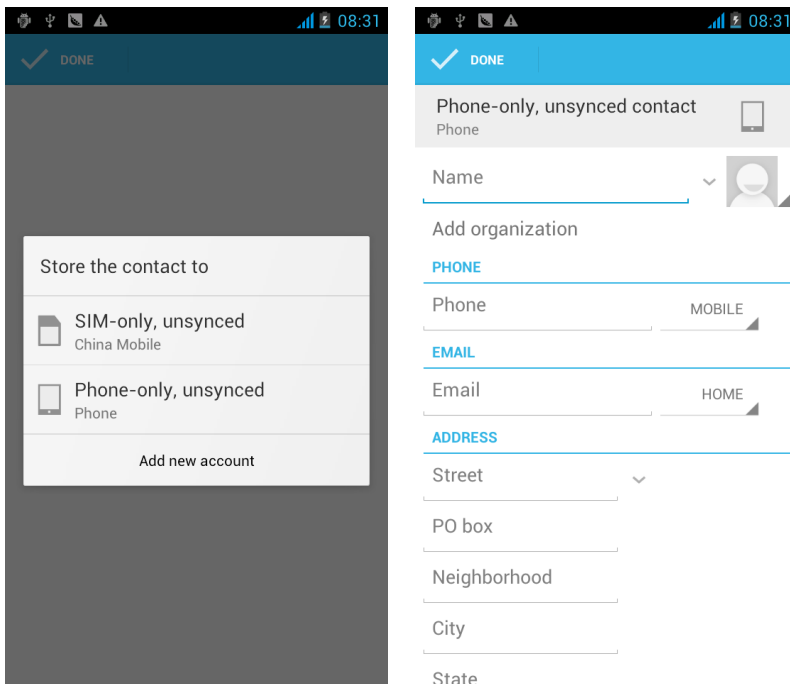 08:31
DONE
Store the contact to
SIM-only, unsynced
China Mobile
Phone-only, unsynced
Phone
Add new account
08:31
DONE
Phone-only, unsynced contact
Phone
Name
Add organization
PHONE
Phone MOBILE
EMAIL
Email HOME
ADDRESS
Street
PO box
Neighborhood
City
State